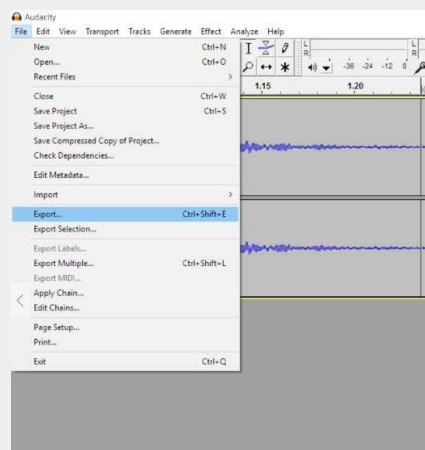 Audacity
File Edit View Transport Tracks Generate Effect Analyze Help
New Ctrl+N
Open... Ctrl+O
Recent Files >
Close Ctrl+W
Save Project Ctrl+S
Save Project As...
Save Compressed Copy of Project...
Check Dependencies...
Edit Metadata...
Import >
Export... Ctrl+Shift+E
Export Selection...
Export Labels...
Export Multiple... Ctrl+Shift+L
Export MIDI...
Apply Chain...
Edit Chains...
Page Setup...
Print...
Exit Ctrl+Q
L
R
L
R
-36 -24 -12 0
1.15 1.20